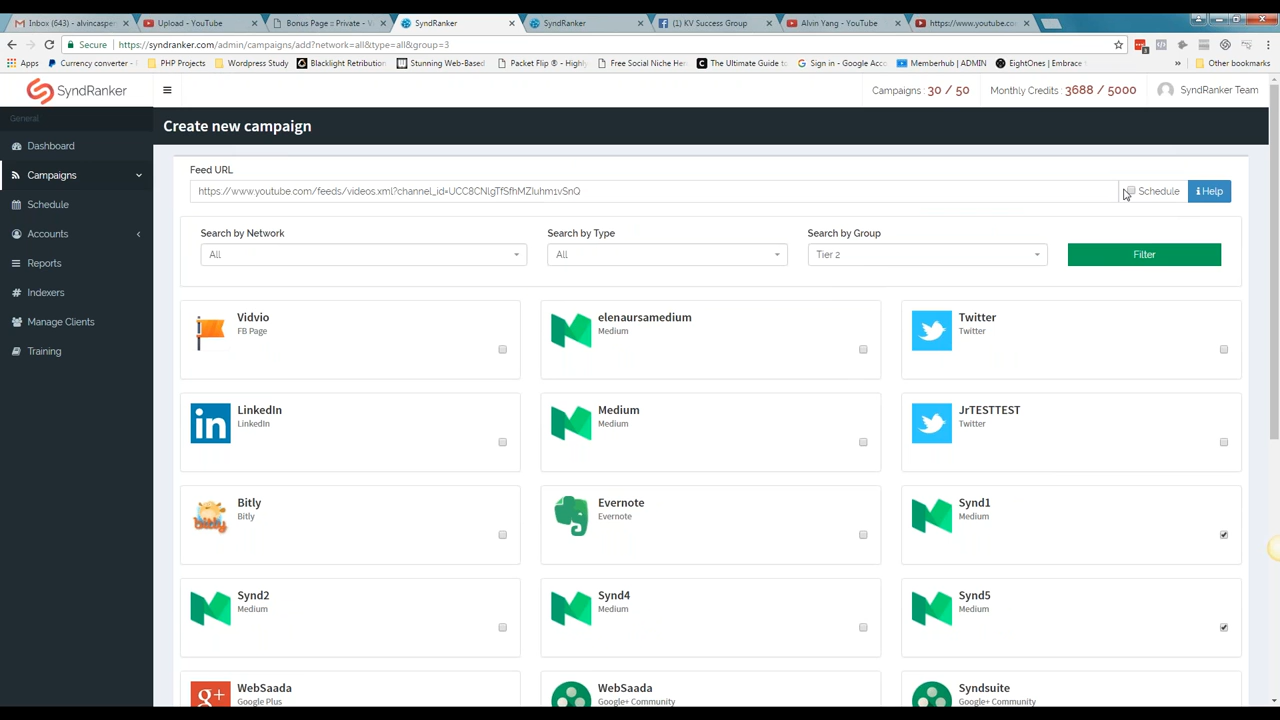 Inbox (643) - alvincasper
Upload - YouTube
Bonus Page :: Private - V
SyndRanker
SyndRanker
(1) KV Success Group
Alvin Yang - YouTube
https://www.youtube.co
Secure
https://syndranker.com/admin/campaigns/add?network=all&type=all&group=3
Apps
Currency converter -
PHP Projects
Wordpress Study
Blacklight Retribution
Stunning Web-Based
Packet Flip ® - Highly
Free Social Niche Her
The Ultimate Guide to
Sign in - Google Acco
Memberhub | ADMIN
EightOnes | Embrace
»
Other bookmarks
SyndRanker
Campaigns : 30 / 50
Monthly Credits : 3688 / 5000
SyndRanker Team
General
Dashboard
Campaigns
Schedule
Accounts
Reports
Indexers
Manage Clients
Training
Create new campaign
Feed URL
https://www.youtube.com/feeds/videos.xml?channel_id=UCC8CNlgTfSfhMZIuhm1vSnQ
Schedule
Help
Search by Network
Search by Type
Search by Group
All
All
Tier 2
Filter
Vidvio
FB Page
elenaursamedium
Medium
Twitter
Twitter
LinkedIn
LinkedIn
Medium
Medium
JrTESTTEST
Twitter
Bitly
Bitly
Evernote
Evernote
Synd1
Medium
Synd2
Medium
Synd4
Medium
Synd5
Medium
WebSaada
Google Plus
WebSaada
Google+ Community
Syndsuite
Google+ Community